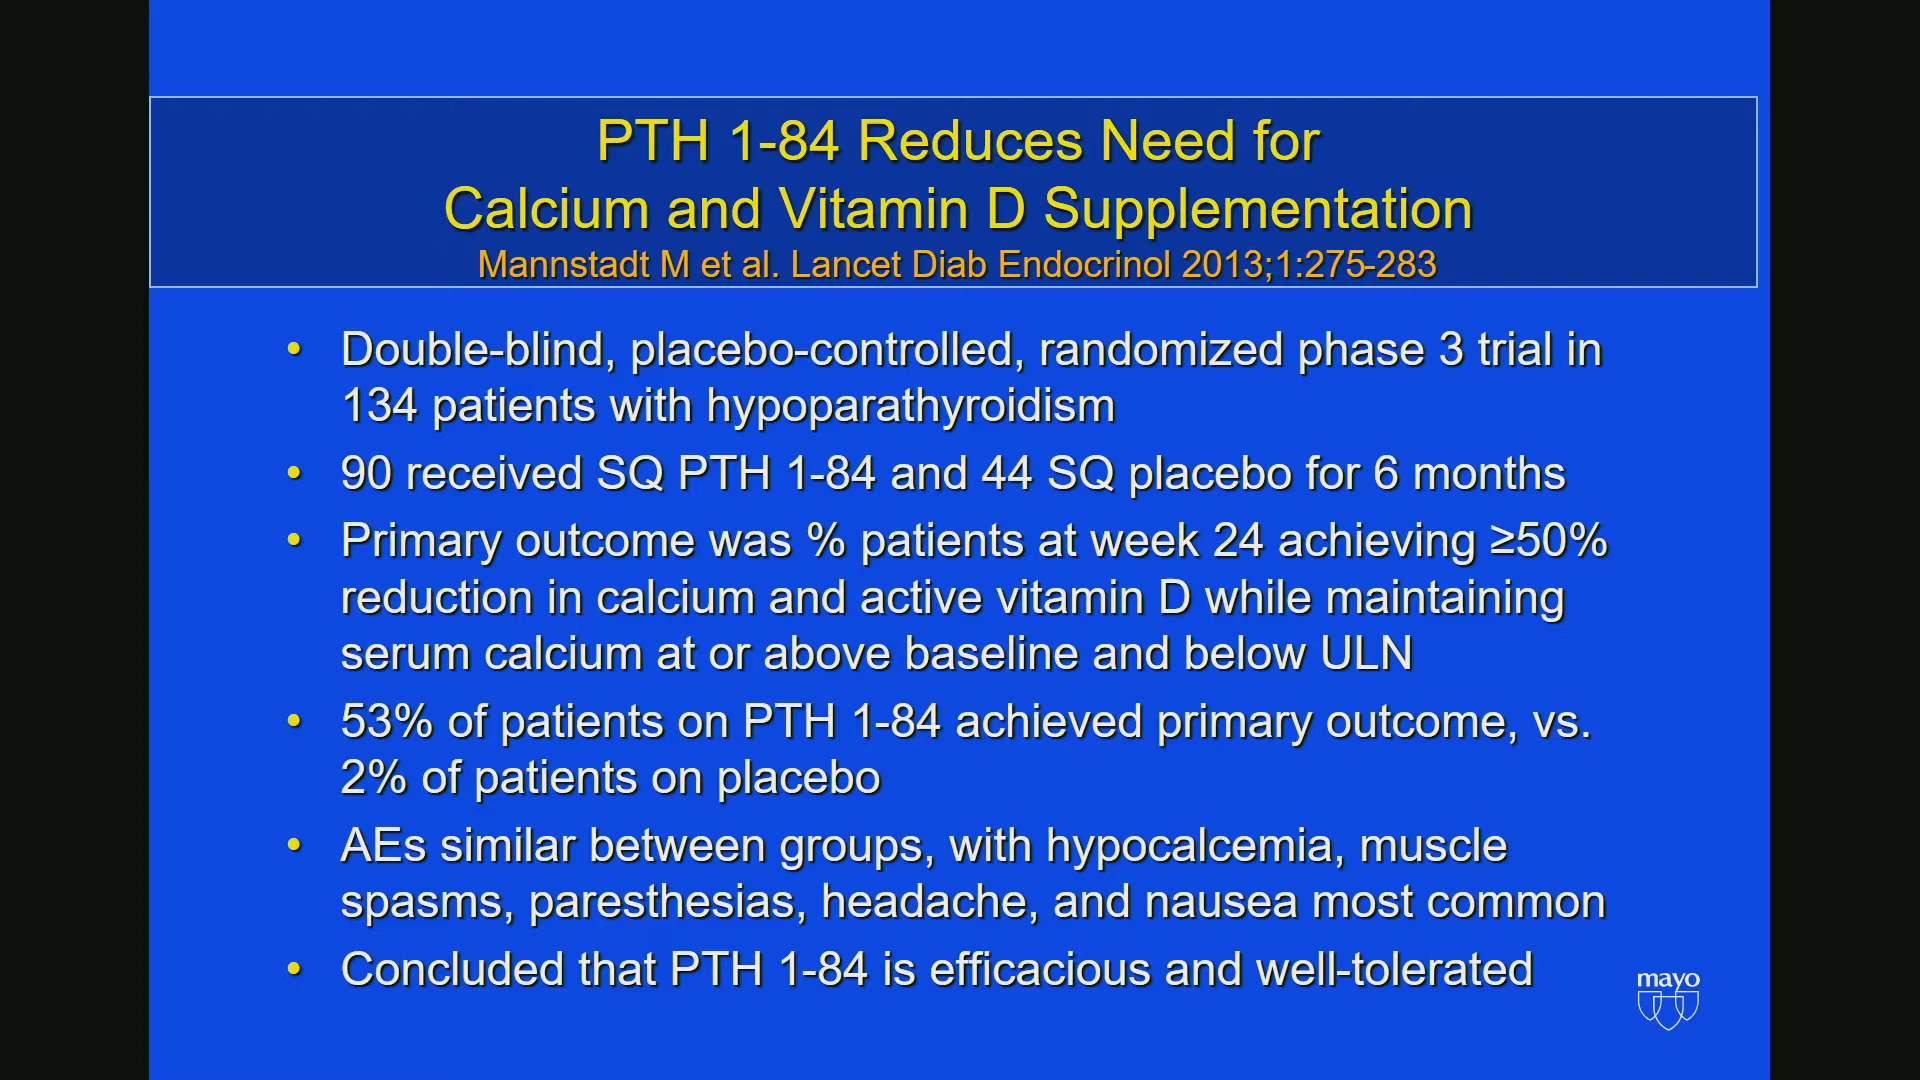 PTH 1-84 Reduces Need for
Calcium and Vitamin D Supplementation
Mannstadt M et al. Lancet Diab Endocrinol 2013;1:275-283
• Double-blind, placebo-controlled, randomized phase 3 trial in
134 patients with hypoparathyroidism
• 90 received SQ PTH 1-84 and 44 SQ placebo for 6 months
• Primary outcome was % patients at week 24 achieving ≥50%
reduction in calcium and active vitamin D while maintaining
serum calcium at or above baseline and below ULN
• 53% of patients on PTH 1-84 achieved primary outcome, vs.
2% of patients on placebo
• AEs similar between groups, with hypocalcemia, muscle
spasms, paresthesias, headache, and nausea most common
• Concluded that PTH 1-84 is efficacious and well-tolerated
mayo